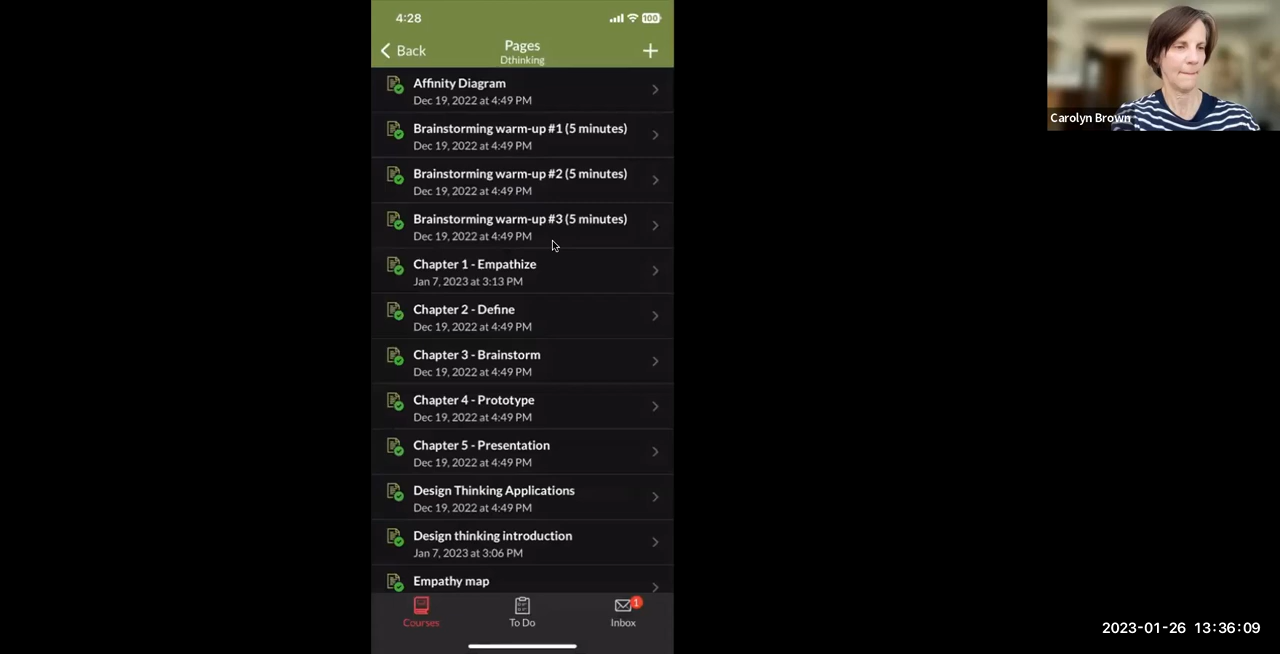 4:28
100
Back
Pages
Dthinking
Affinity Diagram
Dec 19, 2022 at 4:49 PM
Brainstorming warm-up #1 (5 minutes)
Dec 19, 2022 at 4:49 PM
Brainstorming warm-up #2 (5 minutes)
Dec 19, 2022 at 4:49 PM
Brainstorming warm-up #3 (5 minutes)
Dec 19, 2022 at 4:49 PM
Chapter 1 - Empathize
Jan 7, 2023 at 3:13 PM
Chapter 2 - Define
Dec 19, 2022 at 4:49 PM
Chapter 3 - Brainstorm
Dec 19, 2022 at 4:49 PM
Chapter 4 - Prototype
Dec 19, 2022 at 4:49 PM
Chapter 5 - Presentation
Dec 19, 2022 at 4:49 PM
Design Thinking Applications
Dec 19, 2022 at 4:49 PM
Design thinking introduction
Jan 7, 2023 at 3:06 PM
Empathy map
Courses
To Do
1
Inbox
Carolyn Brown
2023-01-26 13:36:09